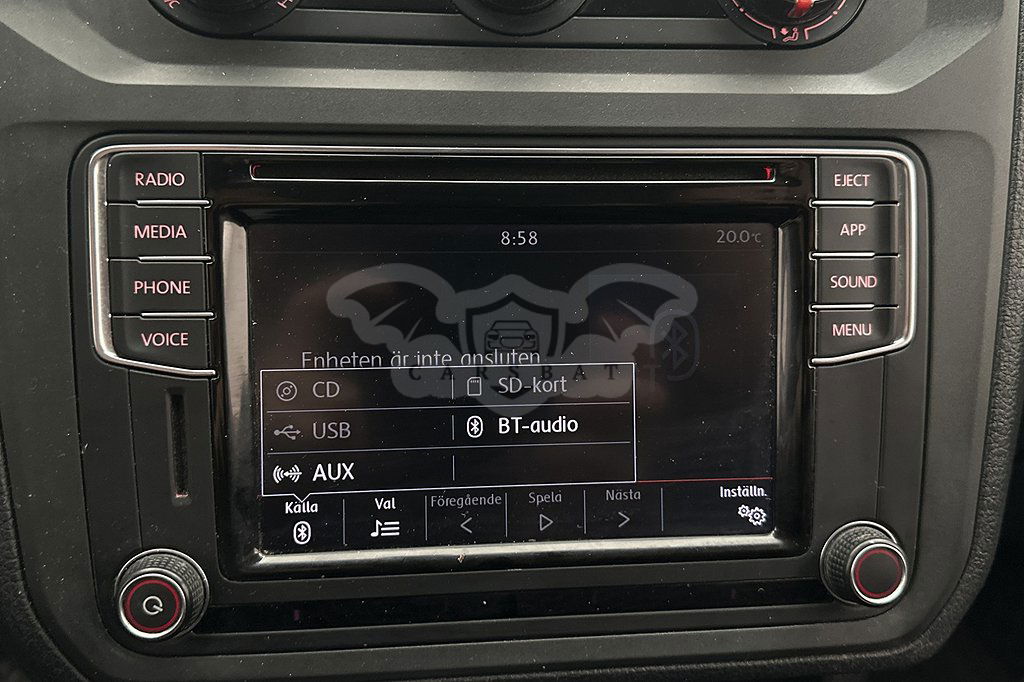 RADIO
MEDIA
PHONE
VOICE
EJECT
APP
SOUND
MENU
8:58
20.0°C
Enheten är inte ansluten.
CARSBAT
CD
SD-kort
USB
BT-audio
AUX
Källa
Val
Föregående
Spela
Nästa
Inställn.